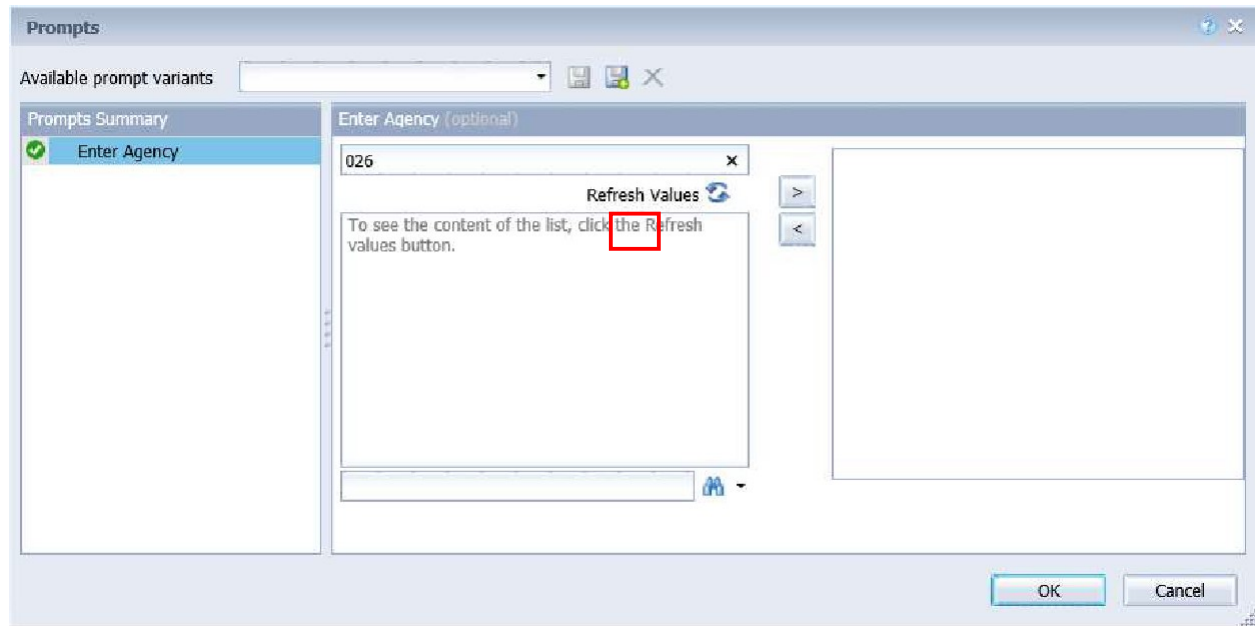 Prompts
Available prompt variants
Prompts Summary
Enter Agency
Enter Agency (optional)
026
Refresh Values
To see the content of the list, click the Refresh
values button.
>
<
OK
Cancel